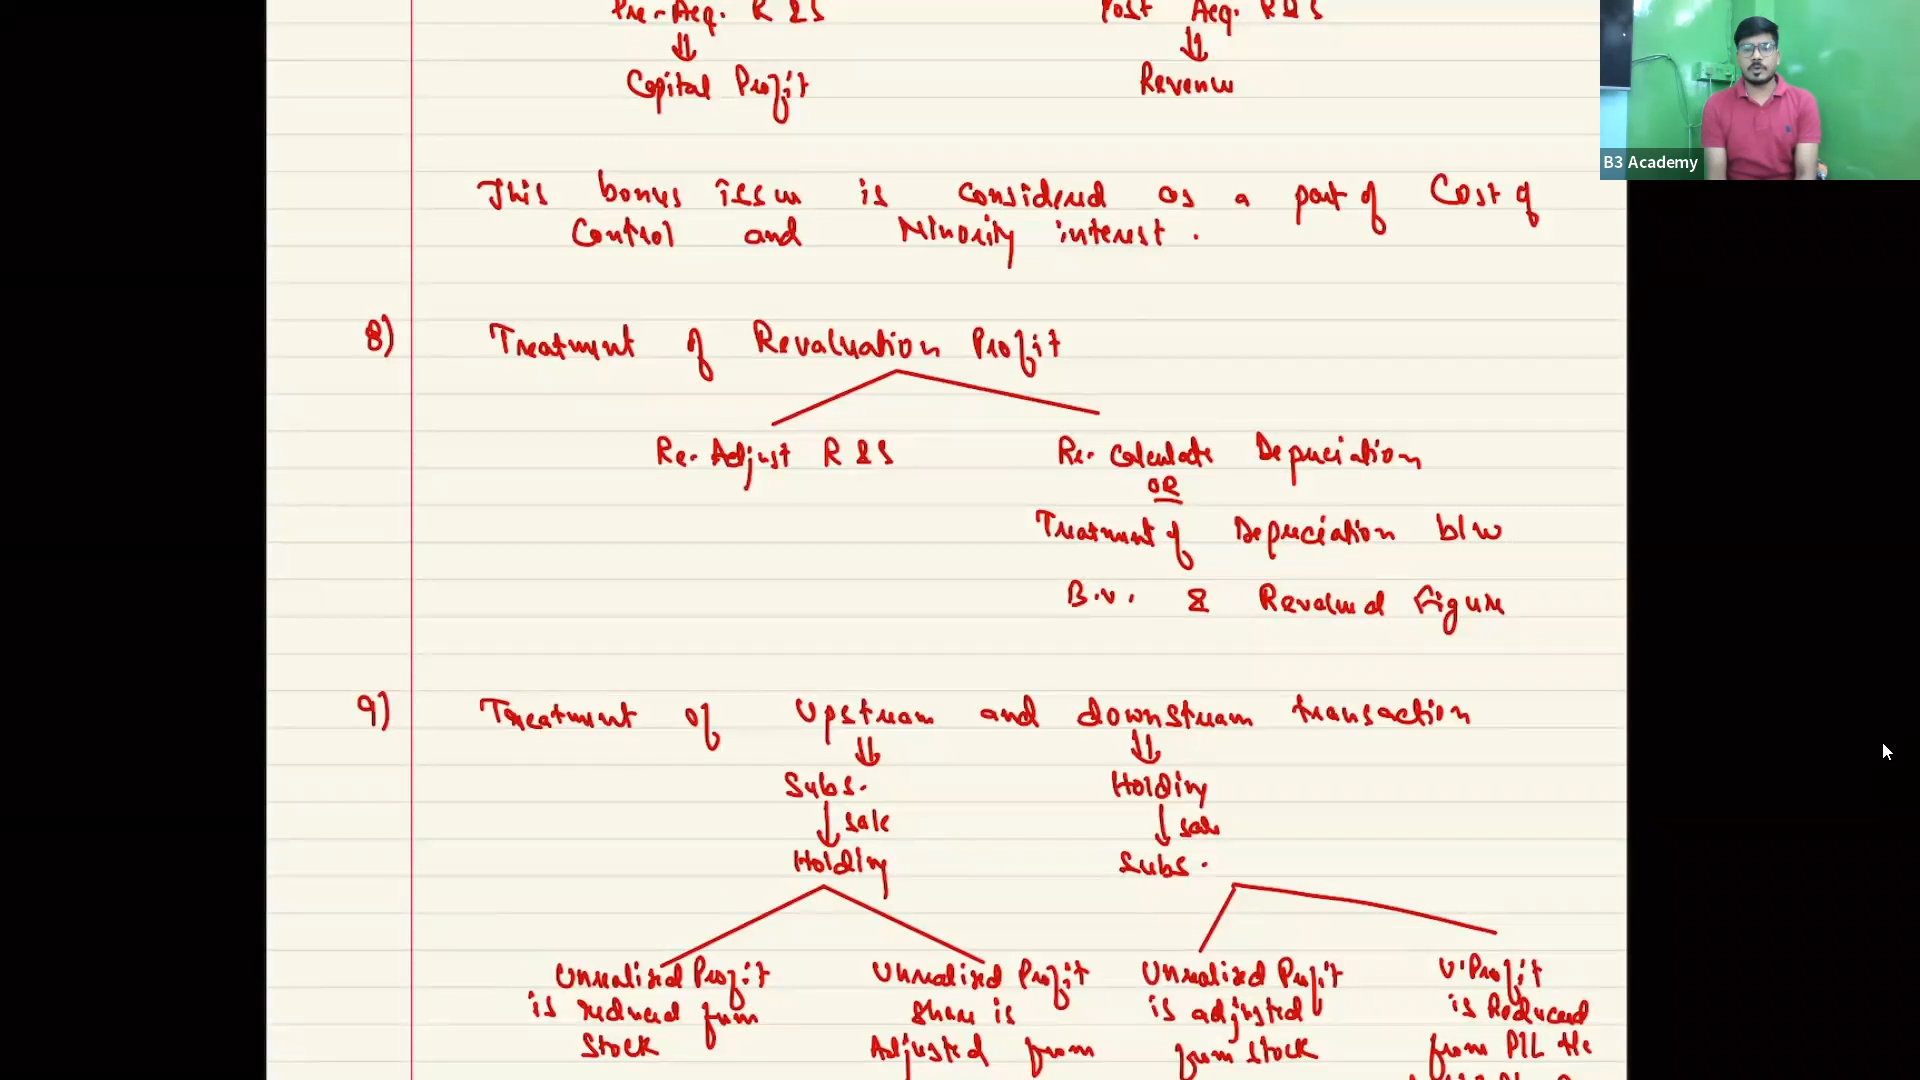 Pre-Acq. R & S Post Acq. R & S
Capital Profit Revenue
B3 Academy
This bonus issue is considered as a part of Cost of
Control and Minority interest.
8) Treatment of Revaluation Profit
Re-Adjust R & S Re-calculate Depreciation
OR
Treatment of Depreciation b/w
B.V. & Revalued Figure
9) Treatment of Upstream and downstream transaction
Subs. Holding
sale sale
Holding Subs.
Unrealised Profit Unrealised Profit Unrealised Profit U.Profit
is reduced from share is is adjusted is Reduced
Stock Adjusted from from stock from P/L